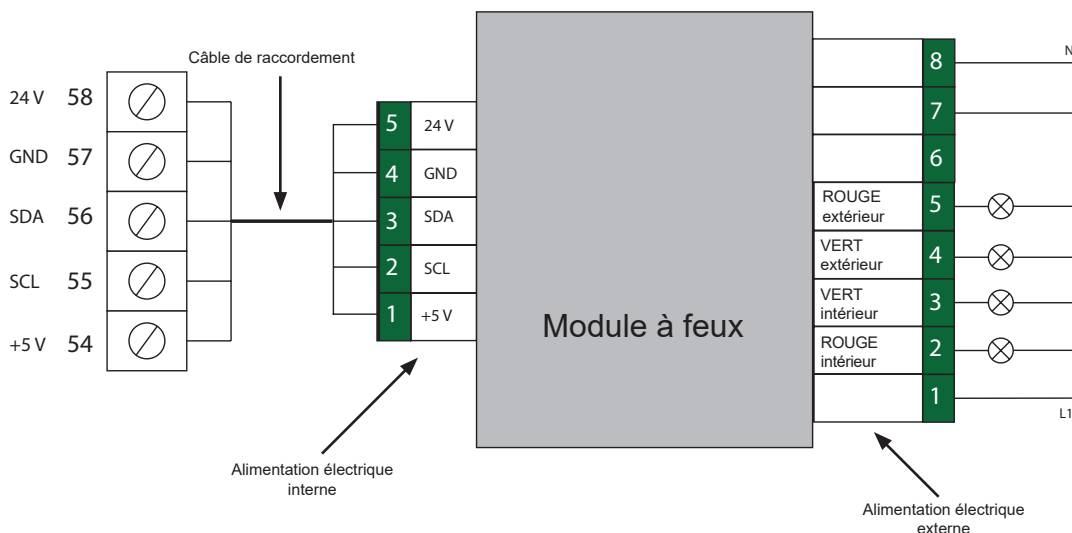 Câble de raccordement
24 V 58
GND 57
SDA 56
SCL 55
+5 V 54
5 24 V
4 GND
3 SDA
2 SCL
1 +5 V
Module à feux
8 N
7
6
ROUGE
extérieur 5
VERT
extérieur 4
VERT
intérieur 3
ROUGE
intérieur 2
1 L1
Alimentation électrique
interne
Alimentation électrique
externe